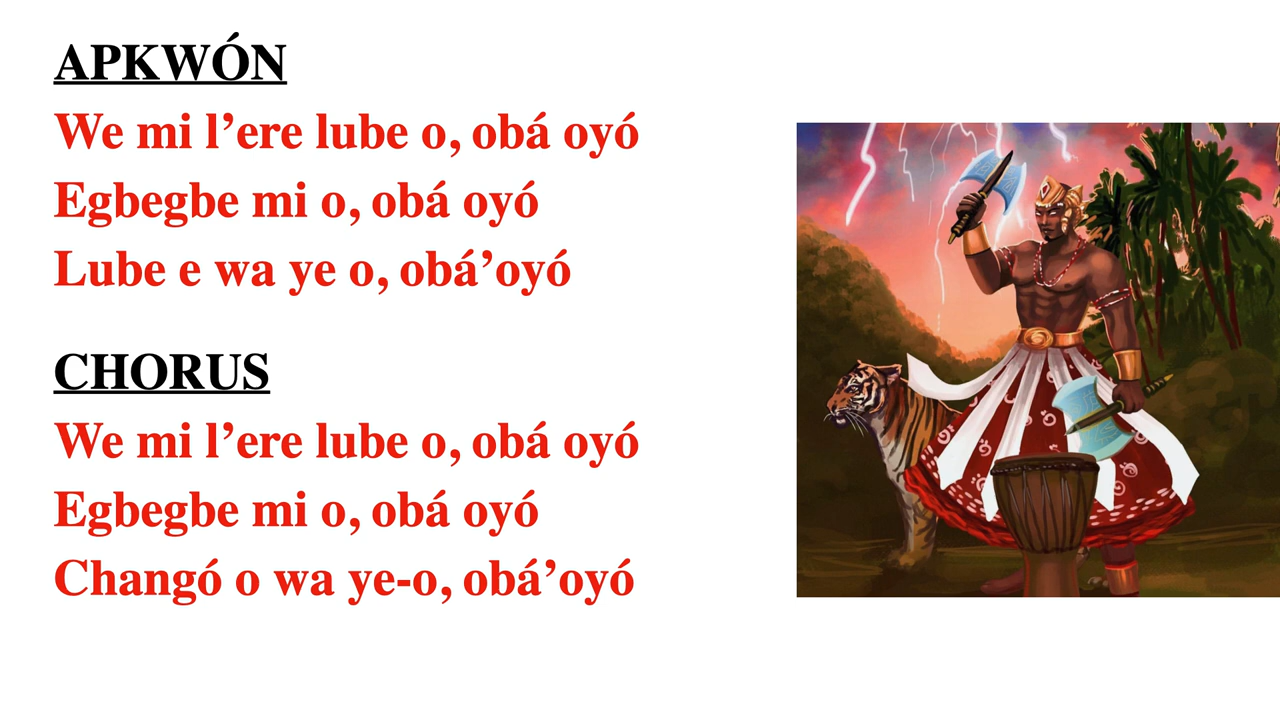 APKWÓN
We mi l’ere lube o, obá oyó
Egbegbe mi o, obá oyó
Lube e wa ye o, obá’oyó
CHORUS
We mi l’ere lube o, obá oyó
Egbegbe mi o, obá oyó
Changó o wa ye-o, obá’oyó